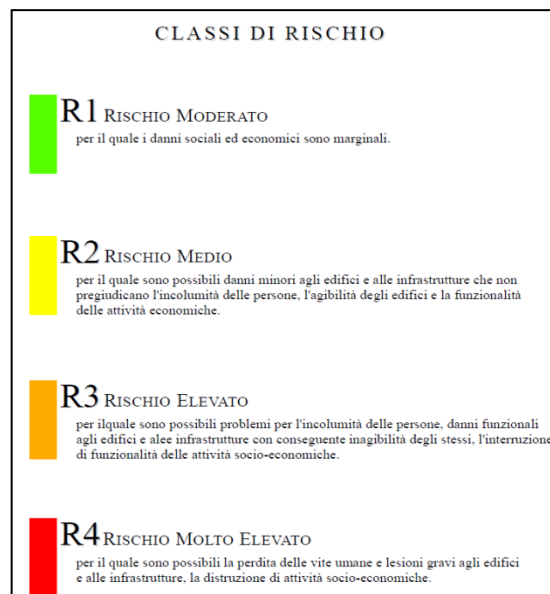 CLASSI DI RISCHIO
R1 RISCHIO MODERATO
per il quale i danni sociali ed economici sono marginali.
R2 RISCHIO MEDIO
per il quale sono possibili danni minori agli edifici e alle infrastrutture che non
pregiudicano l'incolumità delle persone, l'agibilità degli edifici e la funzionalità
delle attività economiche.
R3 RISCHIO ELEVATO
per ilquale sono possibili problemi per l'incolumità delle persone, danni funzionali
agli edifici e alee infrastrutture con conseguente inagibilità degli stessi, l'interruzione
di funzionalità delle attività socio-economiche.
R4 RISCHIO MOLTO ELEVATO
per il quale sono possibili la perdita delle vite umane e lesioni gravi agli edifici
e alle infrastrutture, la distruzione di attività socio-economiche.